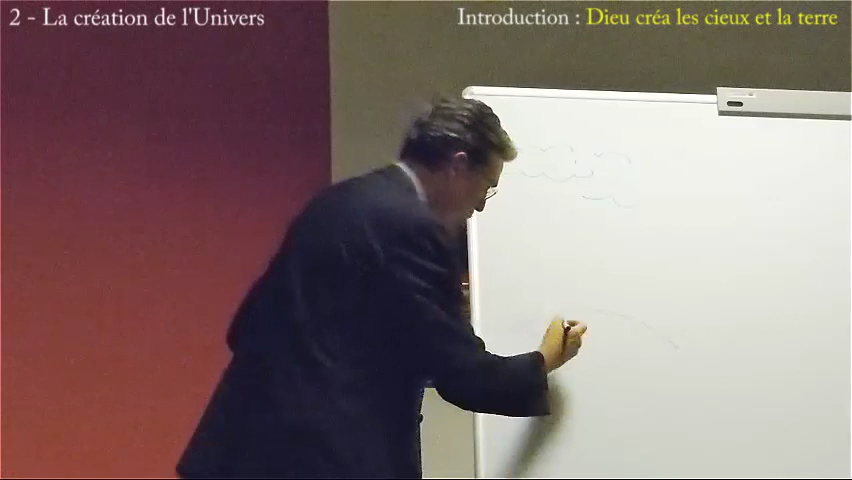 2 - La création de l'Univers
Introduction : Dieu créa les cieux et la terre